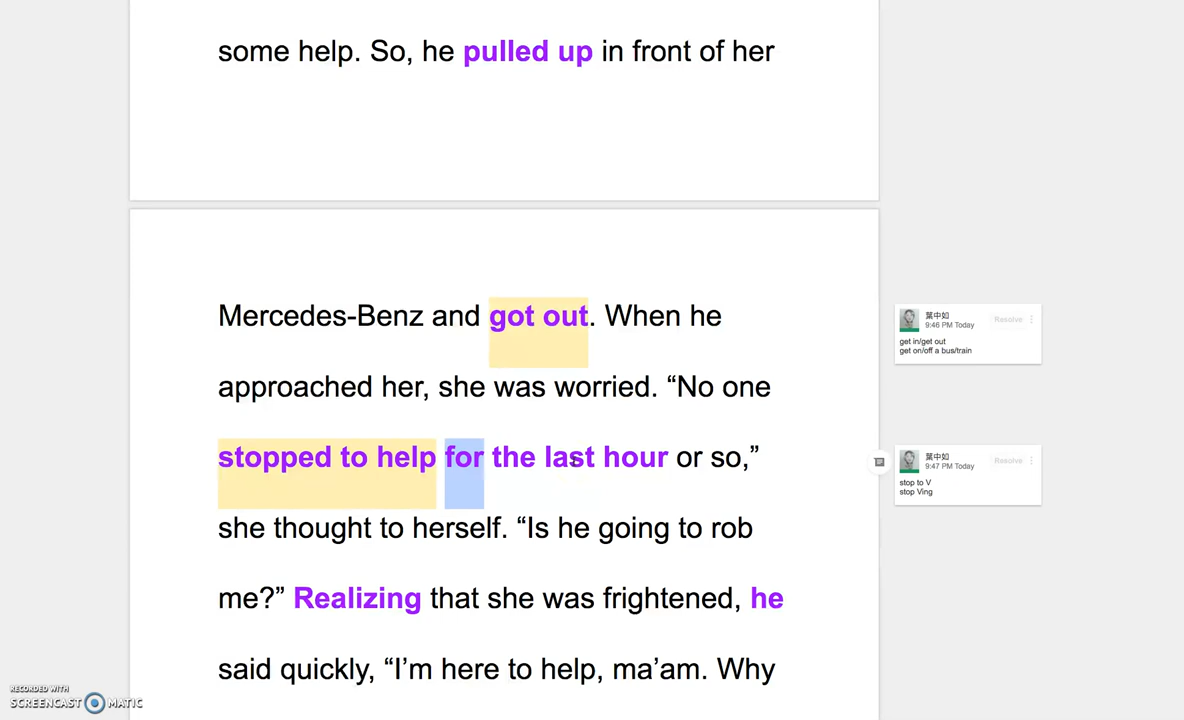 some help. So, he pulled up in front of her
Mercedes-Benz and got out. When he
approached her, she was worried. “No one
stopped to help for the last hour or so,”
she thought to herself. “Is he going to rob
me?” Realizing that she was frightened, he
said quickly, “I’m here to help, ma’am. Why
葉中如
9:46 PM Today
Resolve
get in/get out
get on/off a bus/train
葉中如
9:47 PM Today
Resolve
stop to V
stop Ving
RECORDED WITH
SCREENCAST MATIC